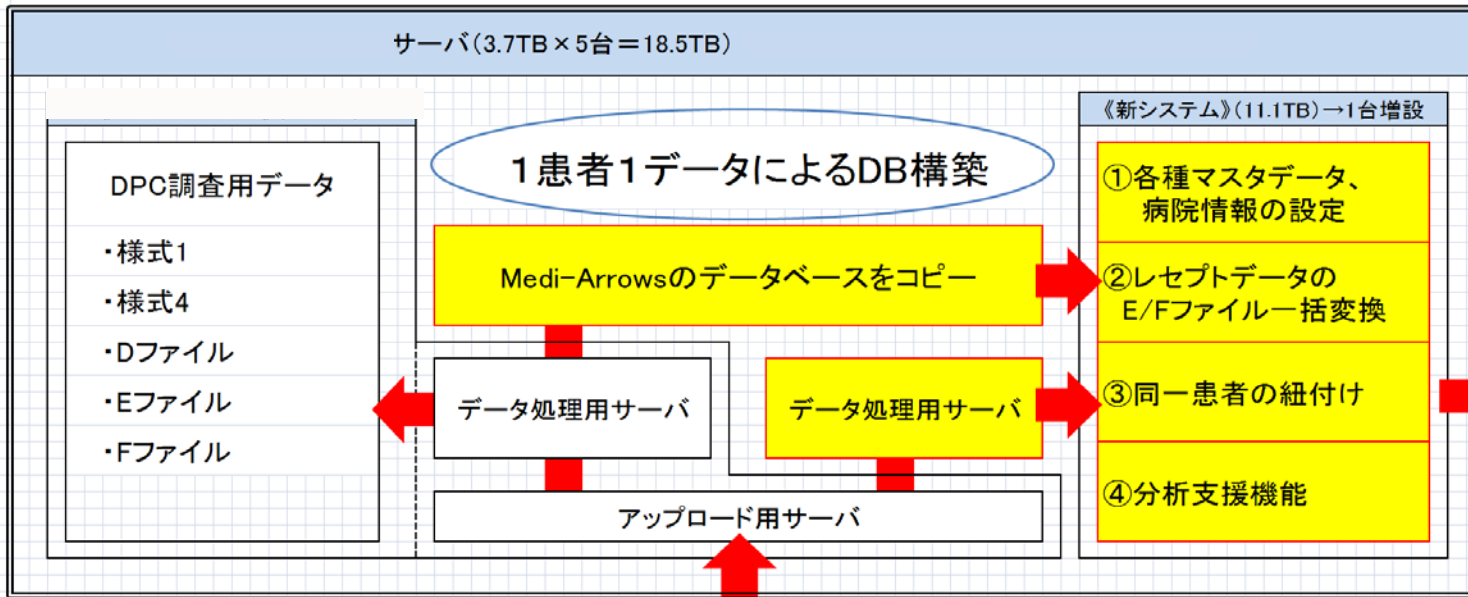 サーバ(3.7TB×5台=18.5TB)
DPC調査用データ
・様式1
・様式4
・Dファイル
・Eファイル
・Fファイル
1患者1データによるDB構築
Medi-Arrowsのデータベースをコピー
データ処理用サーバ
データ処理用サーバ
アップロード用サーバ
《新システム》(11.1TB)→1台増設
①各種マスタデータ、
病院情報の設定
②レセプトデータの
E/Fファイル一括変換
③同一患者の紐付け
④分析支援機能